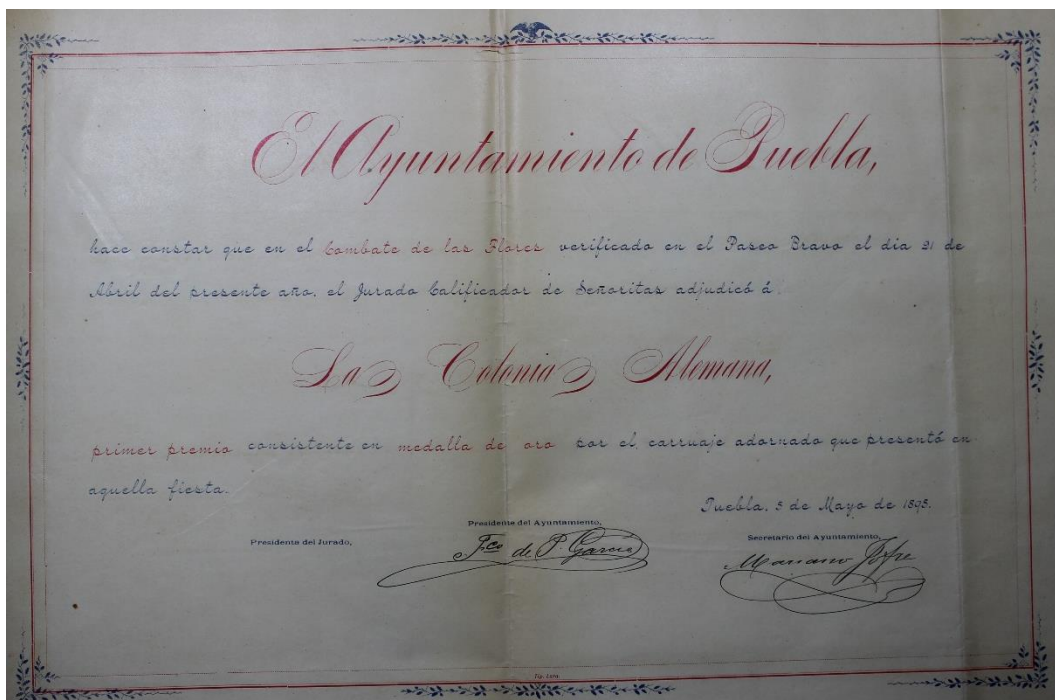 El Ayuntamiento de Puebla,
hace constar que en el Combate de las Flores verificado en el Paseo Bravo el dia 21 de
Abril del presente año, el Jurado Calificador de Señoritas adjudicó á
La Colonia Alemana,
primer premio consistente en medalla de oro por el carruaje adornado que presentó en
aquella fiesta.
Puebla, 5 de Mayo de 1895.
Presidenta del Jurado,
Presidente del Ayuntamiento,
Secretario del Ayuntamiento,
Fco de P. García
Mariano Jofre